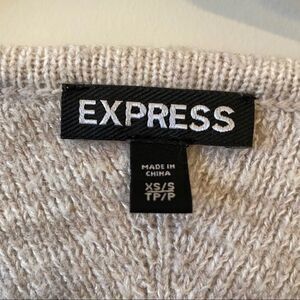 EXPRESS
MADE IN
CHINA
XS/S
TP/P